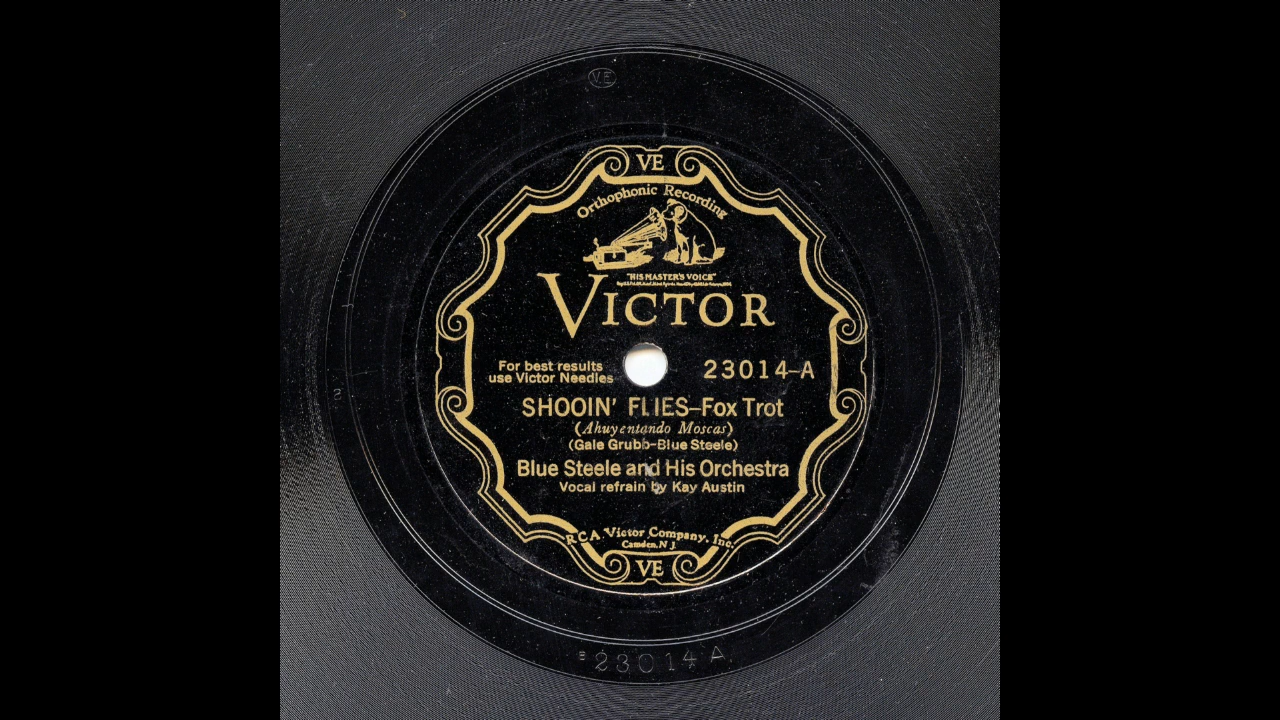 VE
VE
Orthophonic Recording
"HIS MASTER'S VOICE"
VICTOR
For best results
use Victor Needles
23014-A
SHOOIN' FLIES-Fox Trot
(Ahuyentando Moscas)
(Gale Grubb-Blue Steele)
Blue Steele and His Orchestra
Vocal refrain by Kay Austin
RCA Victor Company, Inc.
Camden, N.J.
VE
23014 A